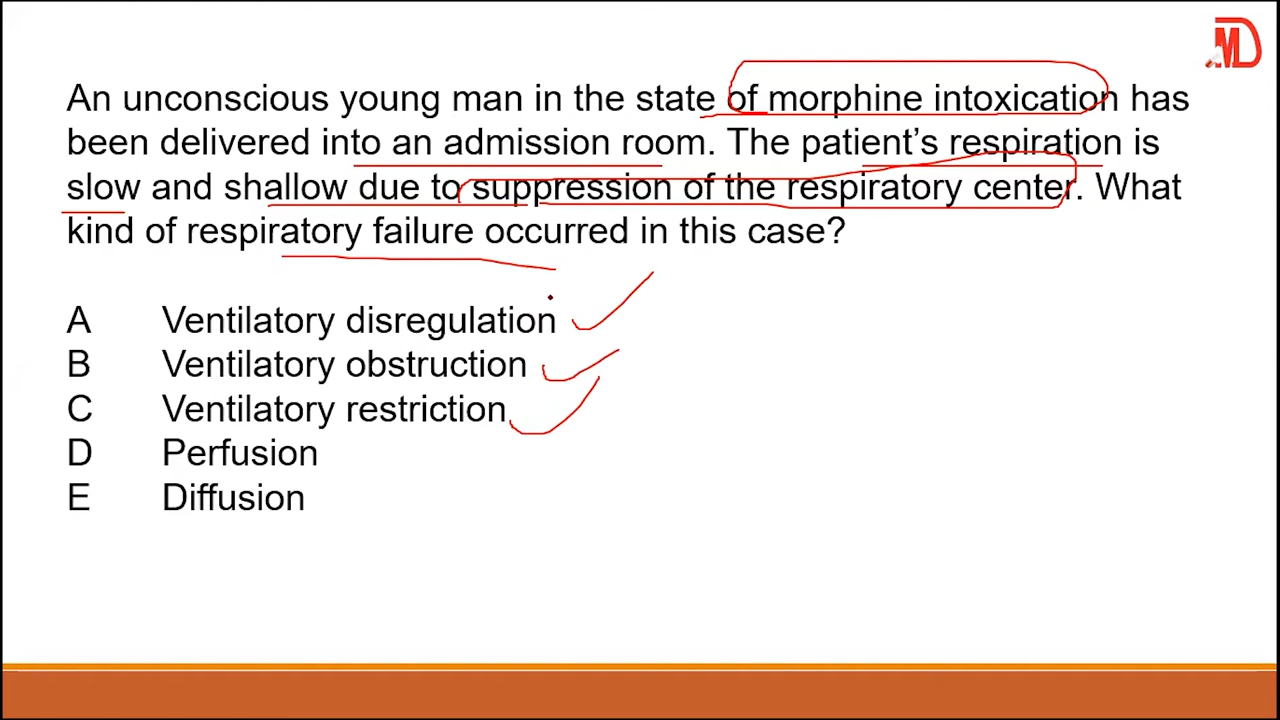 MD
An unconscious young man in the state of morphine intoxication has
been delivered into an admission room. The patient’s respiration is
slow and shallow due to suppression of the respiratory center. What
kind of respiratory failure occurred in this case?
A Ventilatory disregulation
B Ventilatory obstruction
C Ventilatory restriction
D Perfusion
E Diffusion